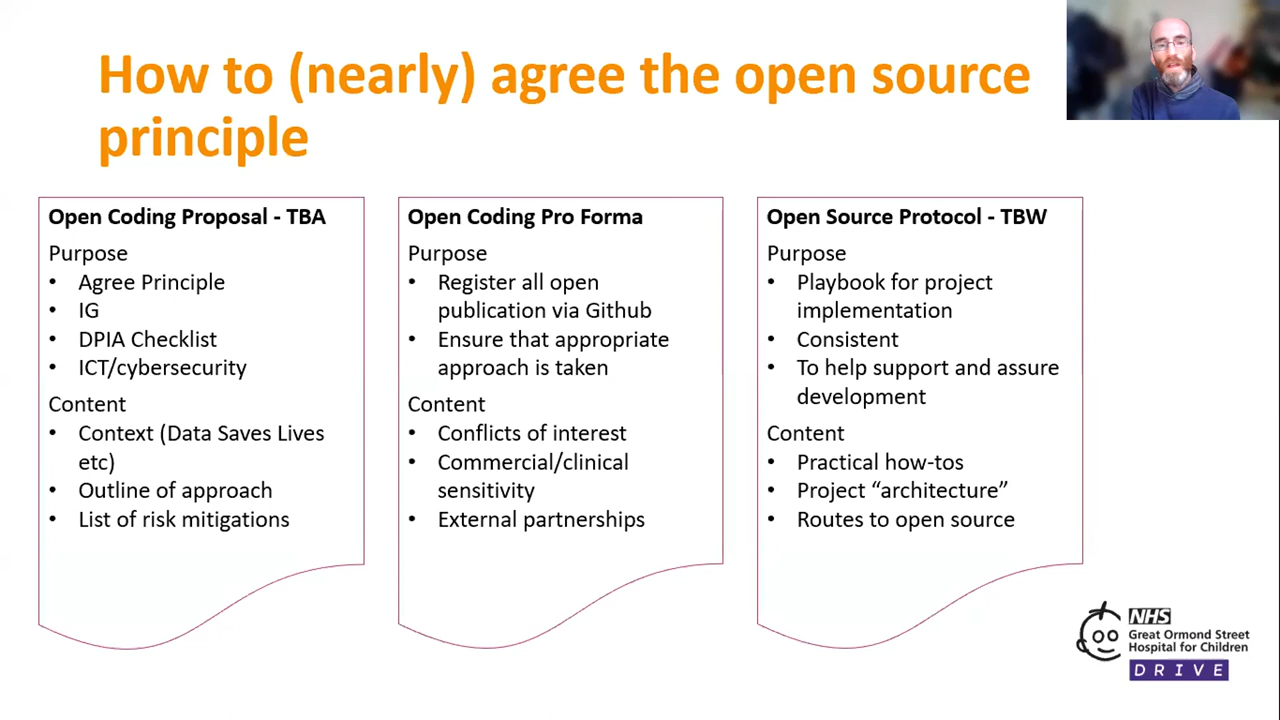 How to (nearly) agree the open source
principle
Open Coding Proposal - TBA
Purpose
• Agree Principle
• IG
• DPIA Checklist
• ICT/cybersecurity
Content
• Context (Data Saves Lives
etc)
• Outline of approach
• List of risk mitigations
Open Coding Pro Forma
Purpose
• Register all open
publication via Github
• Ensure that appropriate
approach is taken
Content
• Conflicts of interest
• Commercial/clinical
sensitivity
• External partnerships
Open Source Protocol - TBW
Purpose
• Playbook for project
implementation
• Consistent
• To help support and assure
development
Content
• Practical how-tos
• Project “architecture”
• Routes to open source
NHS
Great Ormond Street
Hospital for Children
DRIVE